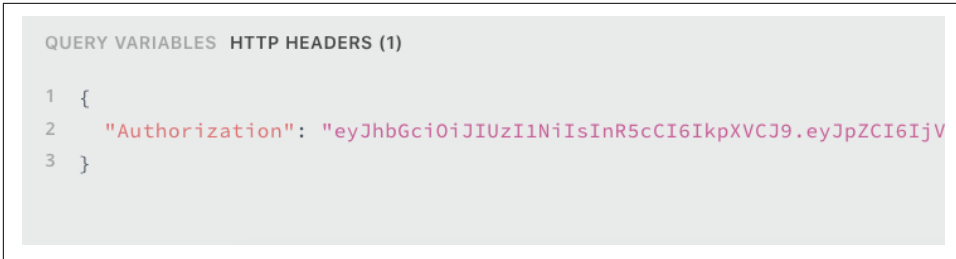 QUERY VARIABLES HTTP HEADERS (1)
1 {
2 "Authorization": "eyJhbGciOiJIUzI1NiIsInR5cCI6IkpXVCJ9.eyJpZCI6IjV
3 }